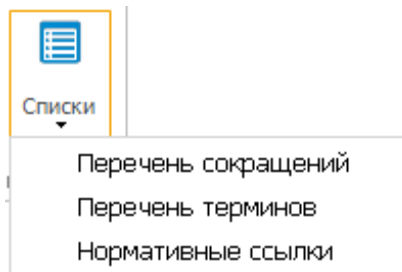 Списки
Перечень сокращений
Перечень терминов
Нормативные ссылки